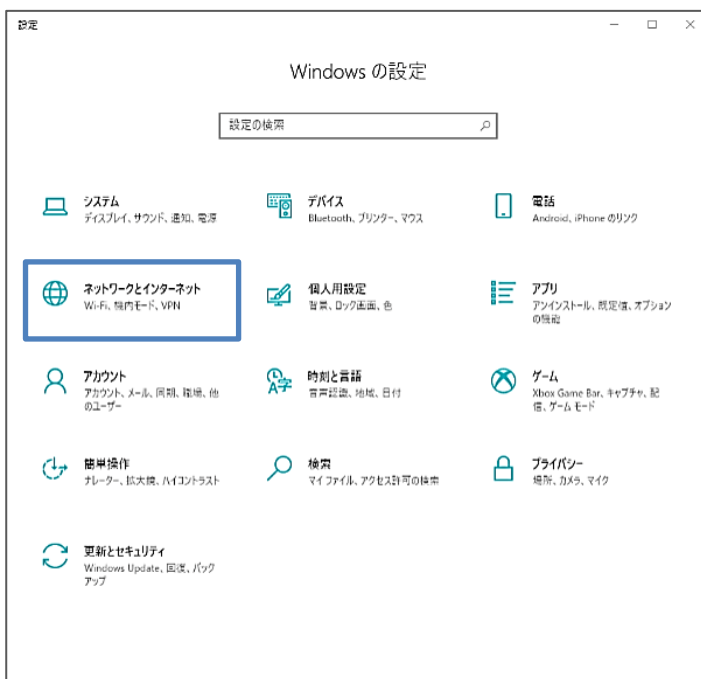 設定
Windows の設定
設定の検索
システム
ディスプレイ、サウンド、通知、電源
デバイス
Bluetooth、プリンター、マウス
電話
Android、iPhone のリンク
ネットワークとインターネット
Wi-Fi、機内モード、VPN
個人用設定
背景、ロック画面、色
アプリ
アンインストール、既定値、オプション
の機能
アカウント
アカウント、メール、同期、職場、他
のユーザー
時刻と言語
音声認識、地域、日付
ゲーム
Xbox Game Bar、キャプチャ、配
信、ゲーム モード
簡単操作
ナレーター、拡大鏡、ハイコントラスト
検索
マイ ファイル、アクセス許可の検索
プライバシー
場所、カメラ、マイク
更新とセキュリティ
Windows Update、回復、バック
アップ